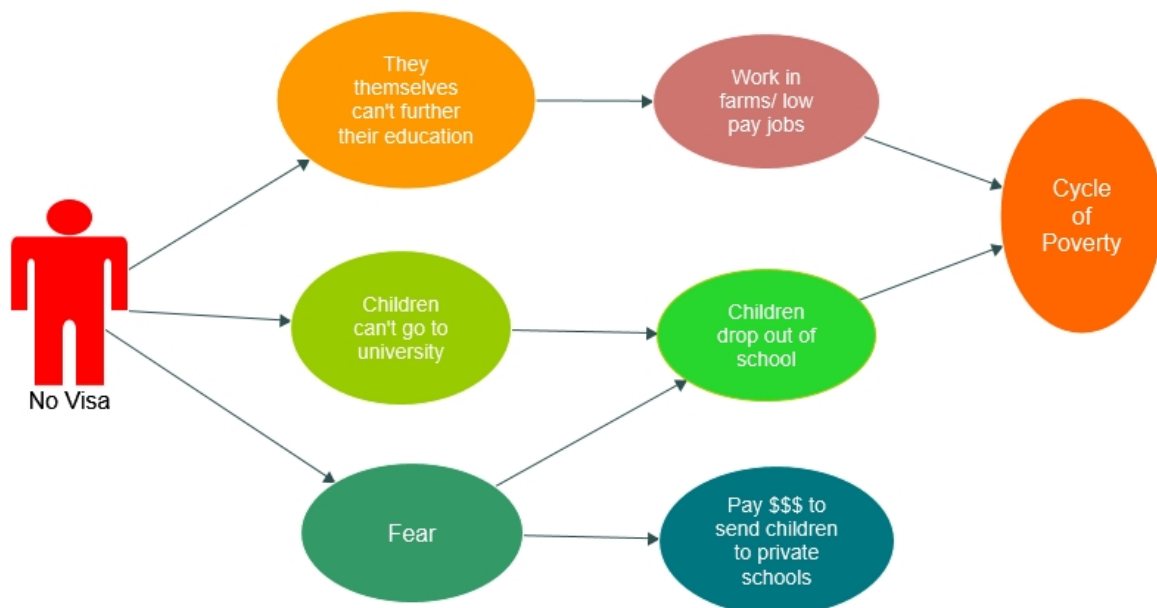 They
themselves
can't further
their education
Work in
farms/ low
pay jobs
Cycle
of
Poverty
Children
can't go to
university
Children
drop out of
school
No Visa
Fear
Pay $$$ to
send children
to private
schools